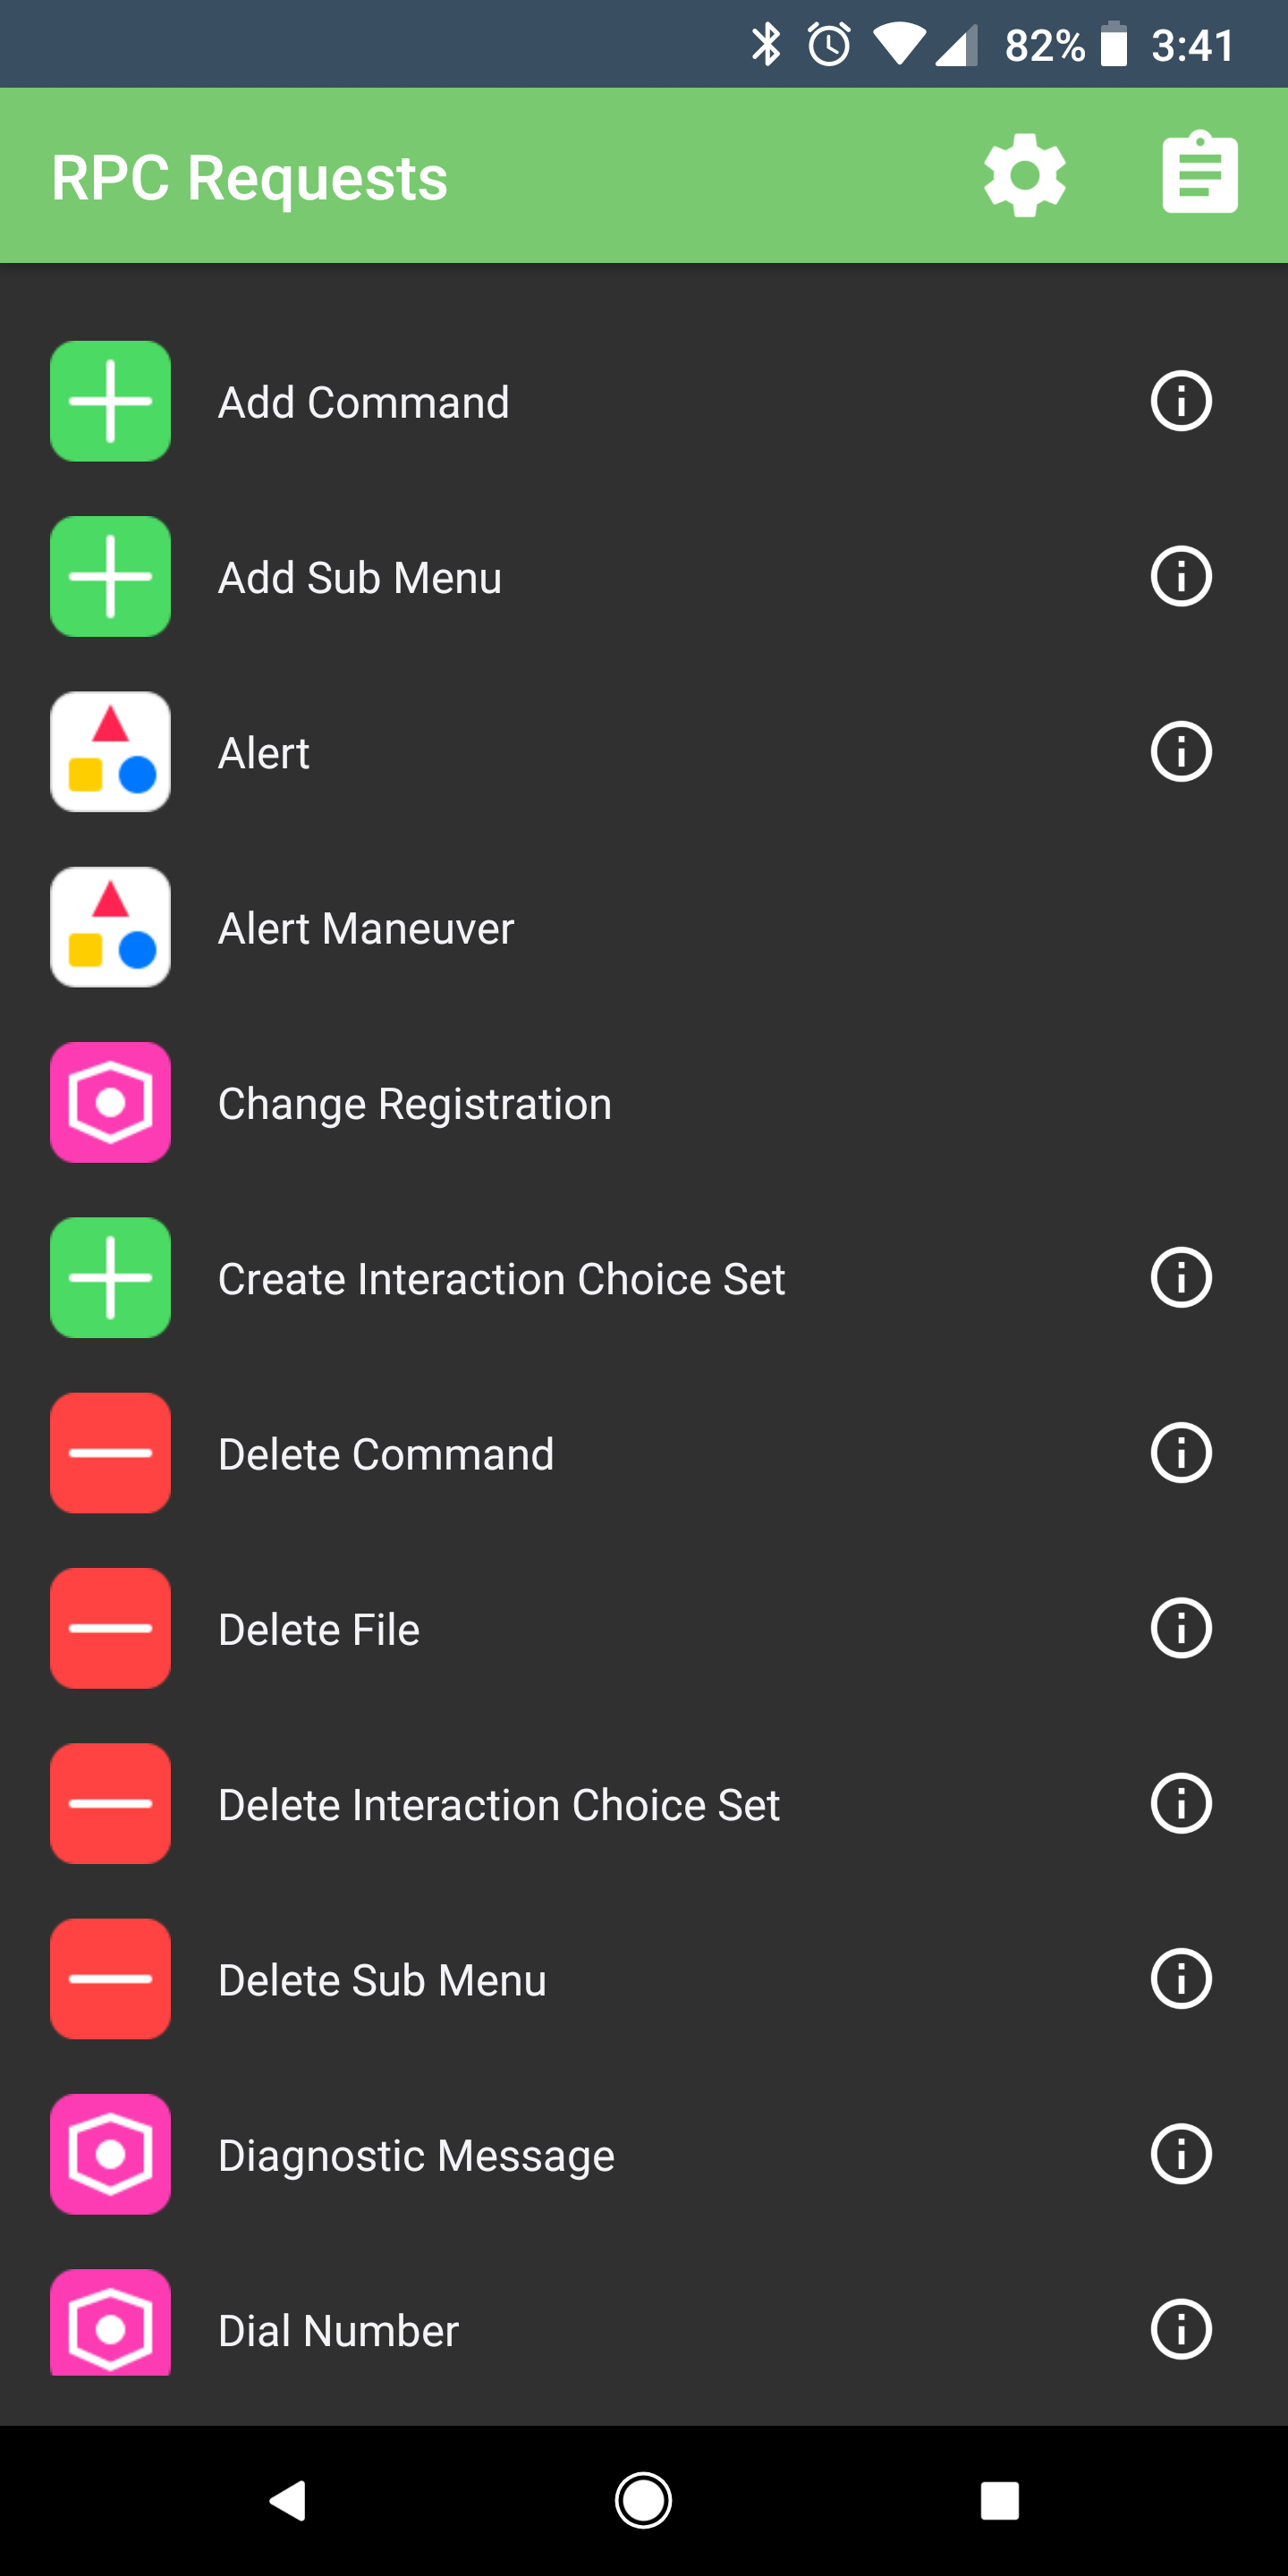 82% 3:41
RPC Requests
Add Command
Add Sub Menu
Alert
Alert Maneuver
Change Registration
Create Interaction Choice Set
Delete Command
Delete File
Delete Interaction Choice Set
Delete Sub Menu
Diagnostic Message
Dial Number